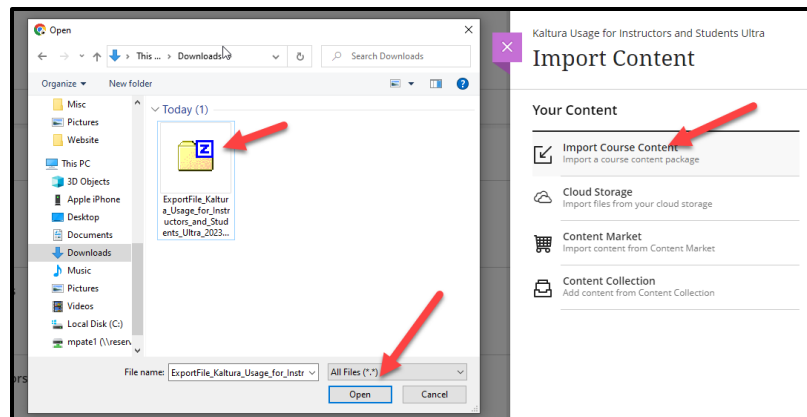 Open
This ... > Downloads
Search Downloads
Organize
New folder
Misc
Pictures
Website
This PC
3D Objects
Apple iPhone
Desktop
Documents
Downloads
Music
Pictures
Videos
Local Disk (C:)
mpate1 (\\reserv
Today (1)
Z
ExportFile_Kaltur
a_Usage_for_Instr
uctors_and_Stud
ents_Ultra_2023...
File name:
ExportFile_Kaltura_Usage_for_Instr
All Files (*.*)
Open
Cancel
Kaltura Usage for Instructors and Students Ultra
Import Content
Your Content
Import Course Content
Import a course content package
Cloud Storage
Import files from your cloud storage
Content Market
Import content from Content Market
Content Collection
Add content from Content Collection